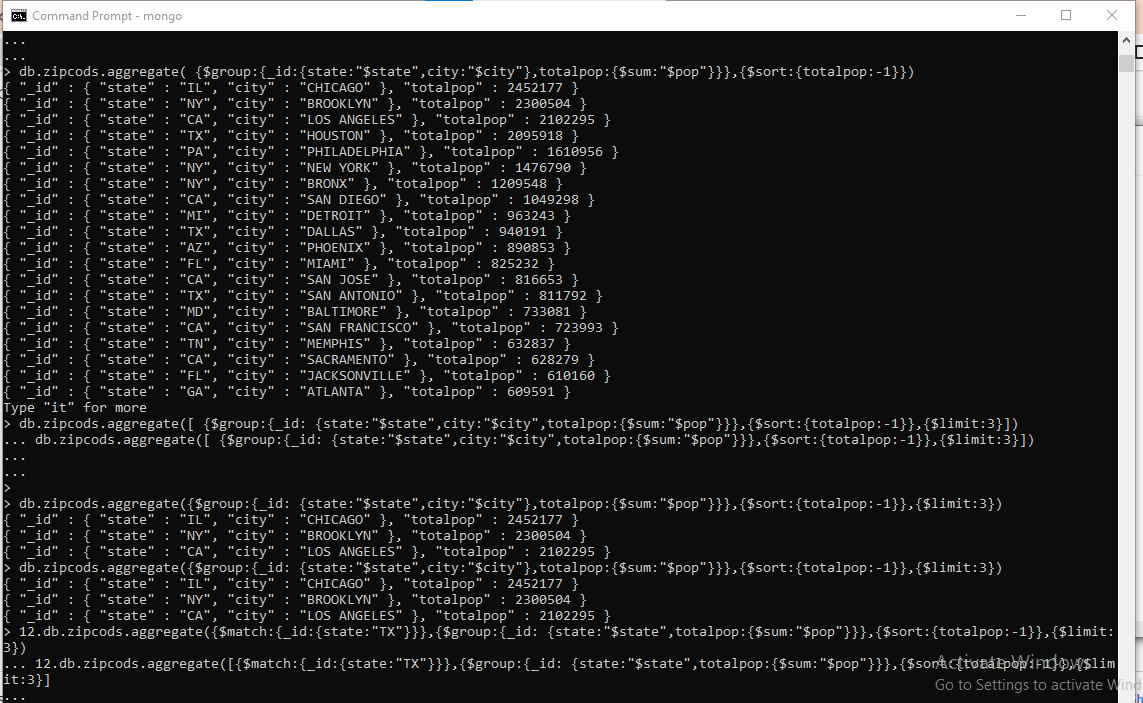 Command Prompt - mongo
...
...
> db.zipcods.aggregate( {$group:{_id:{state:"$state",city:"$city"},totalpop:{$sum:"$pop"}}},{$sort:{totalpop:-1}})
{ "_id" : { "state" : "IL", "city" : "CHICAGO" }, "totalpop" : 2452177 }
{ "_id" : { "state" : "NY", "city" : "BROOKLYN" }, "totalpop" : 2300504 }
{ "_id" : { "state" : "CA", "city" : "LOS ANGELES" }, "totalpop" : 2102295 }
{ "_id" : { "state" : "TX", "city" : "HOUSTON" }, "totalpop" : 2095918 }
{ "_id" : { "state" : "PA", "city" : "PHILADELPHIA" }, "totalpop" : 1610956 }
{ "_id" : { "state" : "NY", "city" : "NEW YORK" }, "totalpop" : 1476790 }
{ "_id" : { "state" : "NY", "city" : "BRONX" }, "totalpop" : 1209548 }
{ "_id" : { "state" : "CA", "city" : "SAN DIEGO" }, "totalpop" : 1049298 }
{ "_id" : { "state" : "MI", "city" : "DETROIT" }, "totalpop" : 963243 }
{ "_id" : { "state" : "TX", "city" : "DALLAS" }, "totalpop" : 940191 }
{ "_id" : { "state" : "AZ", "city" : "PHOENIX" }, "totalpop" : 890853 }
{ "_id" : { "state" : "FL", "city" : "MIAMI" }, "totalpop" : 825232 }
{ "_id" : { "state" : "CA", "city" : "SAN JOSE" }, "totalpop" : 816653 }
{ "_id" : { "state" : "TX", "city" : "SAN ANTONIO" }, "totalpop" : 811792 }
{ "_id" : { "state" : "MD", "city" : "BALTIMORE" }, "totalpop" : 733081 }
{ "_id" : { "state" : "CA", "city" : "SAN FRANCISCO" }, "totalpop" : 723993 }
{ "_id" : { "state" : "TN", "city" : "MEMPHIS" }, "totalpop" : 632837 }
{ "_id" : { "state" : "CA", "city" : "SACRAMENTO" }, "totalpop" : 628279 }
{ "_id" : { "state" : "FL", "city" : "JACKSONVILLE" }, "totalpop" : 610160 }
{ "_id" : { "state" : "GA", "city" : "ATLANTA" }, "totalpop" : 609591 }
Type "it" for more
> db.zipcods.aggregate([ {$group:{_id: {state:"$state",city:"$city",totalpop:{$sum:"$pop"}}},{$sort:{totalpop:-1}},{$limit:3}])
... db.zipcods.aggregate([ {$group:{_id: {state:"$state",city:"$city",totalpop:{$sum:"$pop"}}},{$sort:{totalpop:-1}},{$limit:3}])
...
...
>
> db.zipcods.aggregate({$group:{_id: {state:"$state",city:"$city"},totalpop:{$sum:"$pop"}}},{$sort:{totalpop:-1}},{$limit:3})
{ "_id" : { "state" : "IL", "city" : "CHICAGO" }, "totalpop" : 2452177 }
{ "_id" : { "state" : "NY", "city" : "BROOKLYN" }, "totalpop" : 2300504 }
{ "_id" : { "state" : "CA", "city" : "LOS ANGELES" }, "totalpop" : 2102295 }
> db.zipcods.aggregate({$group:{_id: {state:"$state",city:"$city"},totalpop:{$sum:"$pop"}}},{$sort:{totalpop:-1}},{$limit:3})
{ "_id" : { "state" : "IL", "city" : "CHICAGO" }, "totalpop" : 2452177 }
{ "_id" : { "state" : "NY", "city" : "BROOKLYN" }, "totalpop" : 2300504 }
{ "_id" : { "state" : "CA", "city" : "LOS ANGELES" }, "totalpop" : 2102295 }
> 12.db.zipcods.aggregate({$match:{_id:{state:"TX"}}},{$group:{_id: {state:"$state",totalpop:{$sum:"$pop"}}},{$sort:{totalpop:-1}},{$limit:
3}})
... 12.db.zipcods.aggregate([{$match:{_id:{state:"TX"}}},{$group:{_id: {state:"$state",totalpop:{$sum:"$pop"}}},{$sort:{totalpop:-1}},{$lim
it:3}]
...
Activate Windows
Go to Settings to activate Wind